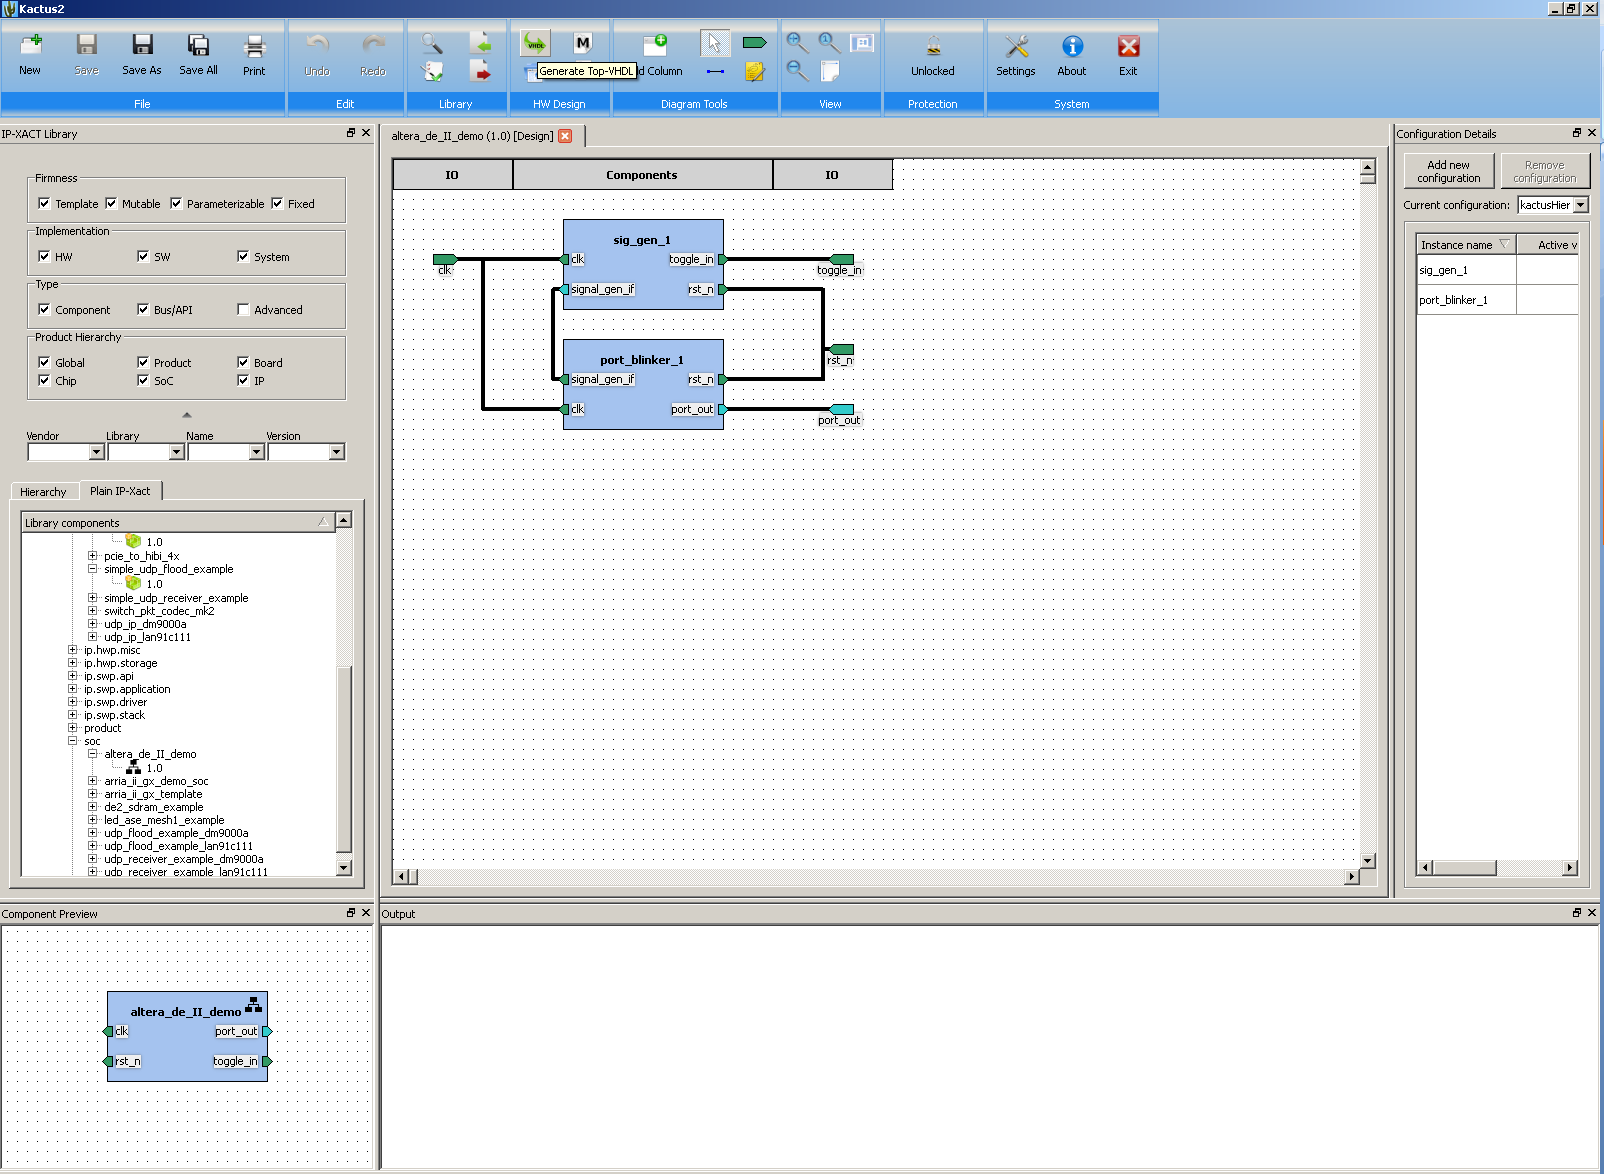 Kactus2
New
Save
Save As
Save All
Print
Undo
Redo
VHDL
M
Generate Top-VHDL
d Column
Unlocked
Settings
About
Exit
File
Edit
Library
HW Design
Diagram Tools
View
Protection
System
IP-XACT Library
Firmness
Template
Mutable
Parameterizable
Fixed
Implementation
HW
SW
System
Type
Component
Bus/API
Advanced
Product Hierarchy
Global
Product
Board
Chip
SoC
IP
Vendor
Library
Name
Version
Hierarchy
Plain IP-Xact
Library components
1.0
pcie_to_hibi_4x
simple_udp_flood_example
1.0
simple_udp_receiver_example
switch_pkt_codec_mk2
udp_ip_dm9000a
udp_ip_lan91c111
ip.hwp.misc
ip.hwp.storage
ip.swp.api
ip.swp.application
ip.swp.driver
ip.swp.stack
product
soc
altera_de_II_demo
1.0
arria_ii_gx_demo_soc
arria_ii_gx_template
de2_sdram_example
led_ase_mesh1_example
udp_flood_example_dm9000a
udp_flood_example_lan91c111
udp_receiver_example_dm9000a
udp_receiver_example_lan91c111
altera_de_II_demo (1.0) [Design]
IO
Components
IO
sig_gen_1
clk
clk
toggle_in
toggle_in
signal_gen_if
rst_n
port_blinker_1
rst_n
signal_gen_if
rst_n
clk
port_out
port_out
Configuration Details
Add new configuration
Remove configuration
Current configuration:
kactusHier
Instance name
Active v
sig_gen_1
port_blinker_1
Component Preview
altera_de_II_demo
clk
port_out
rst_n
toggle_in
Output